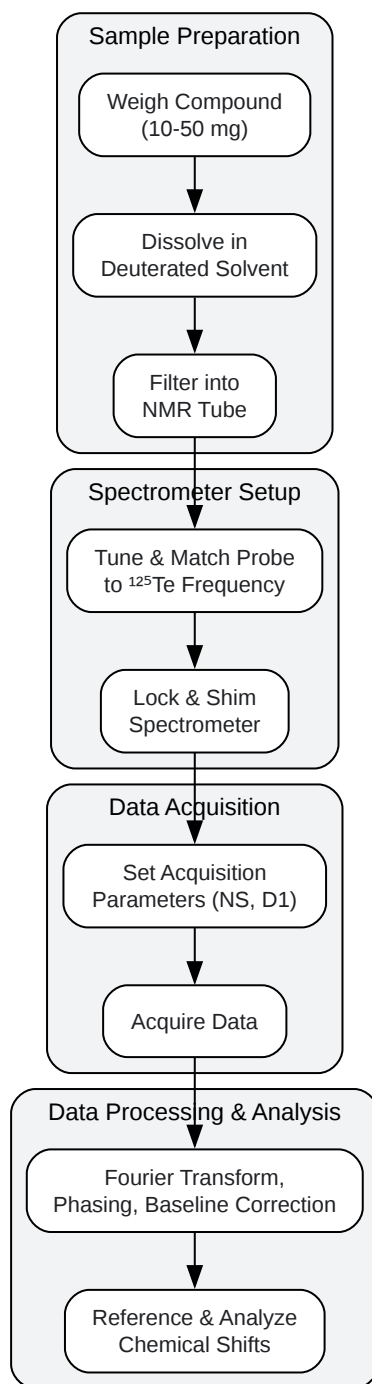 Sample Preparation
Weigh Compound
(10-50 mg)
Dissolve in
Deuterated Solvent
Filter into
NMR Tube
Spectrometer Setup
Tune & Match Probe
to ¹²⁵Te Frequency
Lock & Shim
Spectrometer
Data Acquisition
Set Acquisition
Parameters (NS, D1)
Acquire Data
Data Processing & Analysis
Fourier Transform,
Phasing, Baseline Correction
Reference & Analyze
Chemical Shifts